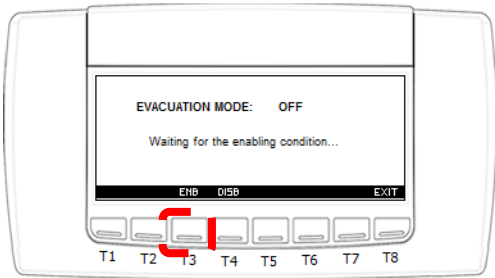 EVACUATION MODE: OFF
Waiting for the enabling condition...
ENB DISB EXIT
T1 T2 T3 T4 T5 T6 T7 T8